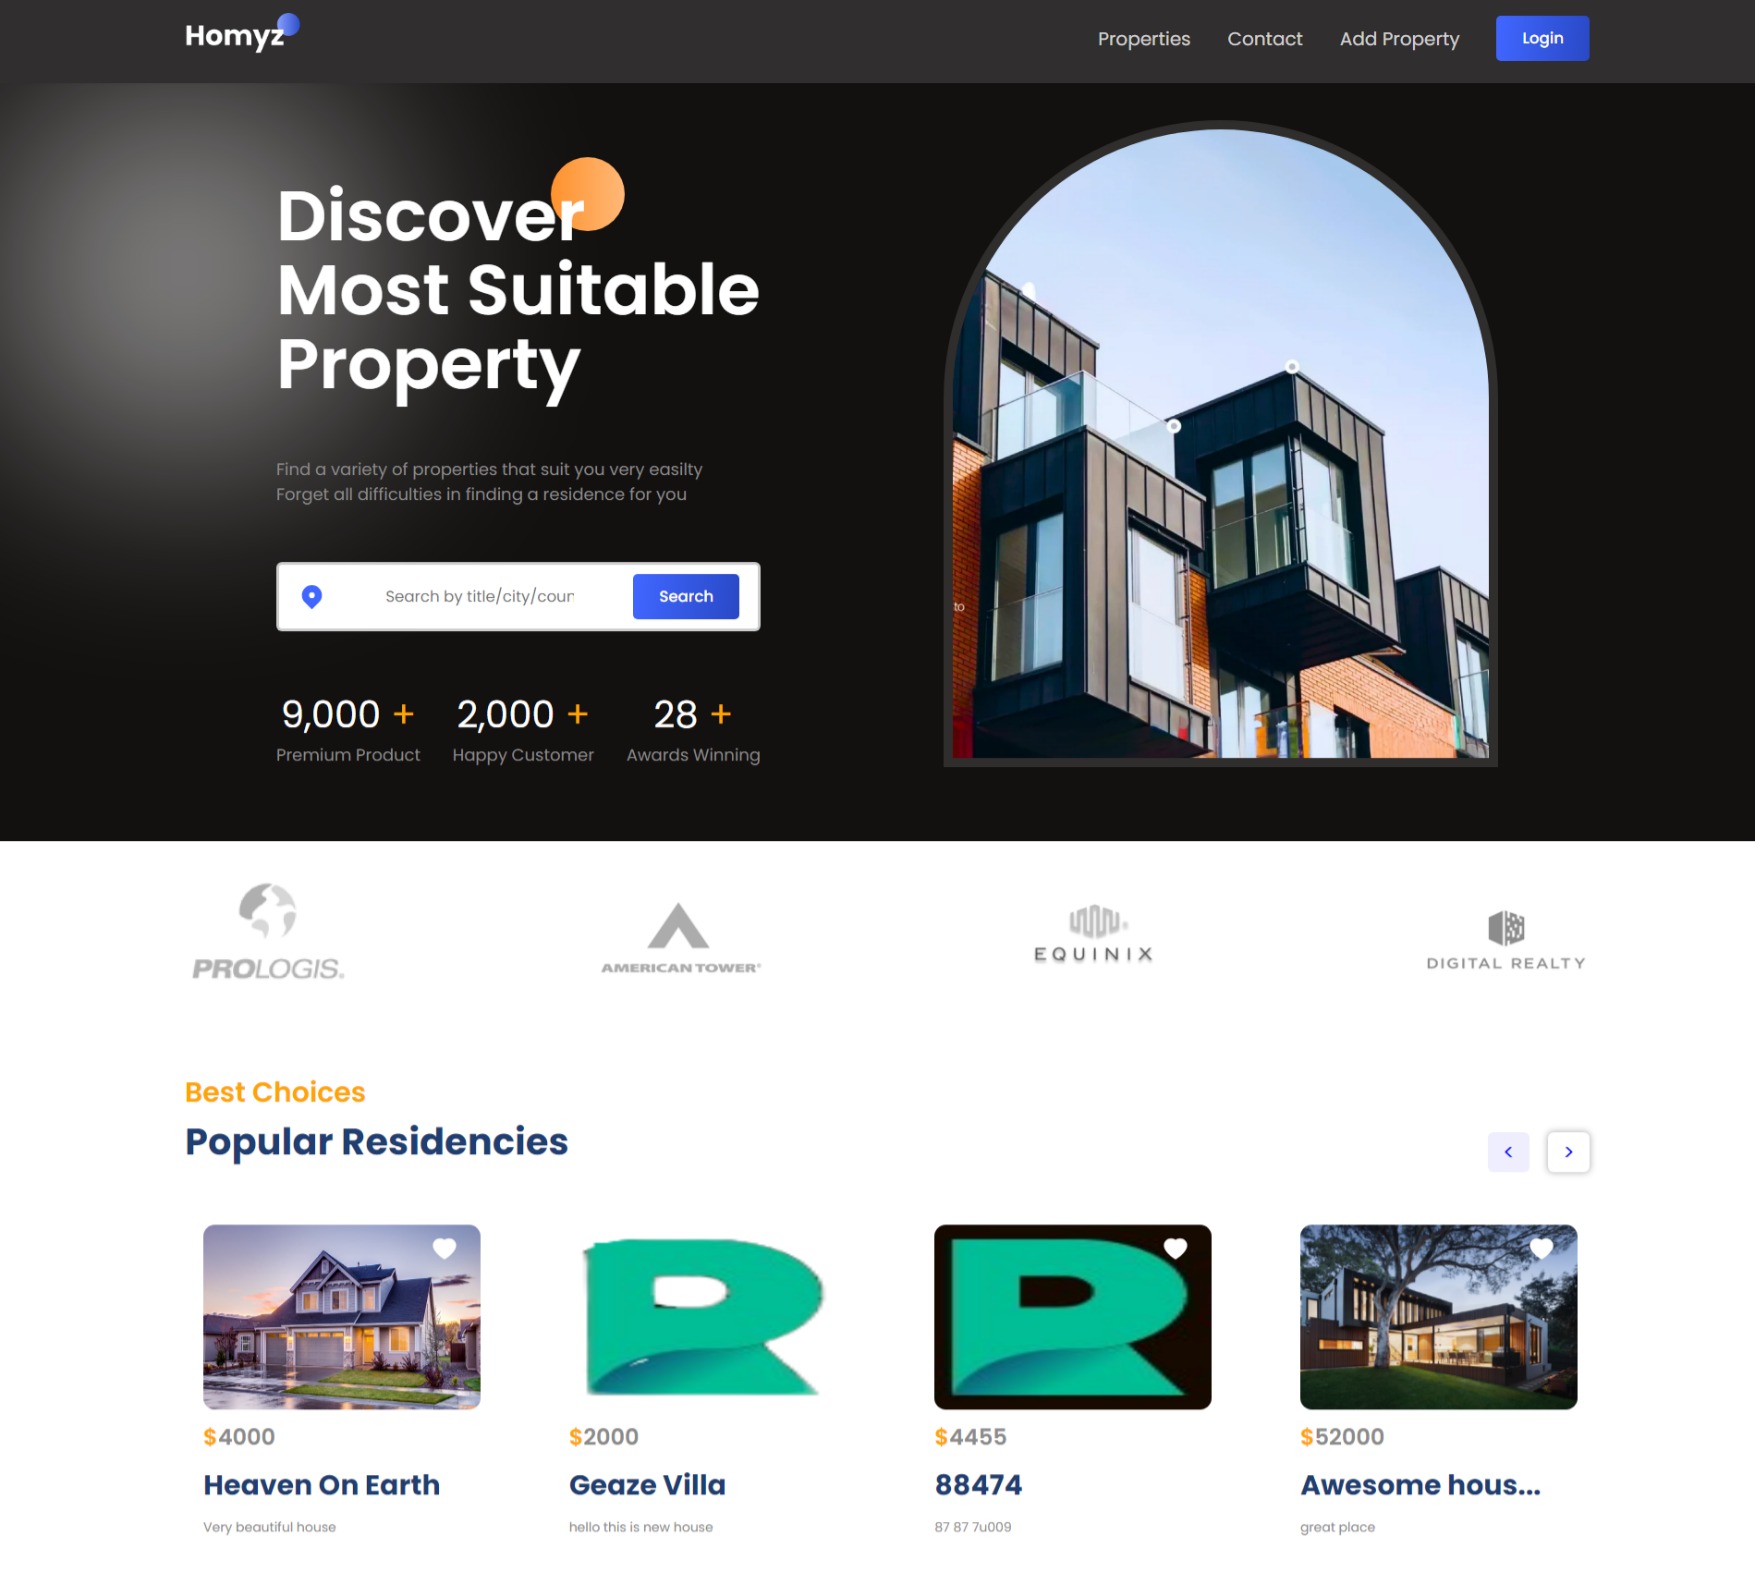 Homyz
Properties Contact Add Property Login
Discover
Most Suitable
Property
Find a variety of properties that suit you very easilty
Forget all difficulties in finding a residence for you
Search by title/city/coun
Search
9,000 + 2,000 + 28 +
Premium Product Happy Customer Awards Winning
to
PROLOGIS®
AMERICAN TOWER®
EQUINIX
DIGITAL REALTY
Best Choices
Popular Residencies
< >
R R
$4000 $2000 $4455 $52000
Heaven On Earth Geaze Villa 88474 Awesome hous...
Very beautiful house hello this is new house 87 87 7u009 great place